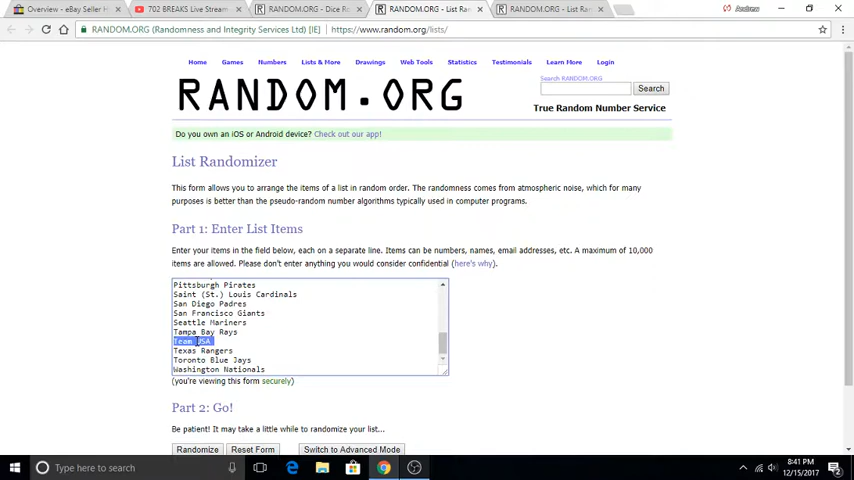 Overview - eBay Seller H
702 BREAKS Live Stream
RANDOM.ORG - Dice Ro
RANDOM.ORG - List Ran
RANDOM.ORG - List Ran
Andrew
RANDOM.ORG (Randomness and Integrity Services Ltd) [IE]
https://www.random.org/lists/
Home Games Numbers Lists & More Drawings Web Tools Statistics Testimonials Learn More Login
RANDOM.ORG
Search RANDOM.ORG
Search
True Random Number Service
Do you own an iOS or Android device? Check out our app!
List Randomizer
This form allows you to arrange the items of a list in random order. The randomness comes from atmospheric noise, which for many
purposes is better than the pseudo-random number algorithms typically used in computer programs.
Part 1: Enter List Items
Enter your items in the field below, each on a separate line. Items can be numbers, names, email addresses, etc. A maximum of 10,000
items are allowed. Please don't enter anything you would consider confidential (here's why).
Pittsburgh Pirates
Saint (St.) Louis Cardinals
San Diego Padres
San Francisco Giants
Seattle Mariners
Tampa Bay Rays
Team USA
Texas Rangers
Toronto Blue Jays
Washington Nationals
(you're viewing this form securely)
Part 2: Go!
Be patient! It may take a little while to randomize your list...
Randomize Reset Form Switch to Advanced Mode
Type here to search
8:41 PM
12/15/2017